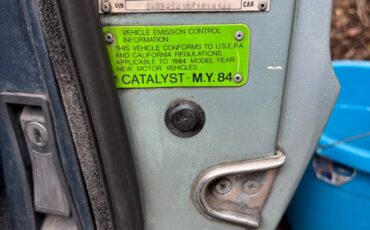 VIN
CAR
VEHICLE EMISSION CONTROL
INFORMATION
THIS VEHICLE CONFORMS TO U.S.E.P.A
AND CALIFORNIA REGULATIONS
APPLICABLE TO 1984 MODEL YEAR
NEW MOTOR VEHICLES
CATALYST - M.Y. 84